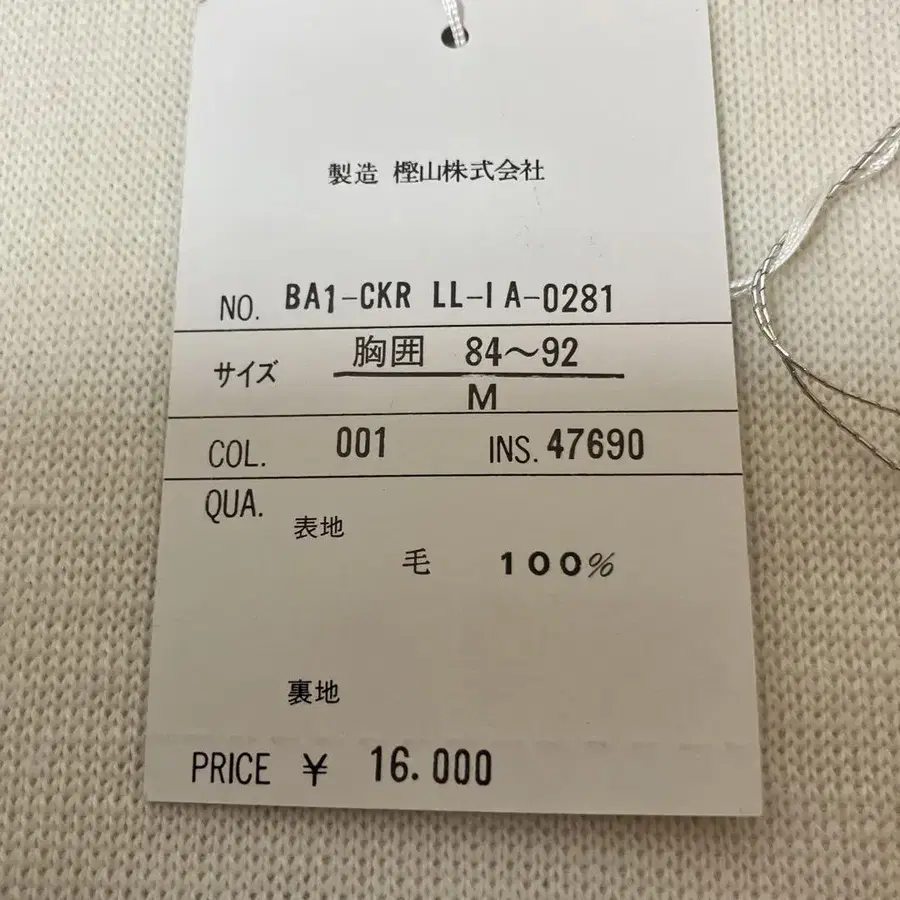 製造 樫山株式会社
NO. BA1-CKR LL-IA-0281
サイズ 胸囲 84～92
M
COL. 001 INS. 47690
QUA.
表地
毛 100%
裏地
PRICE ¥ 16.000